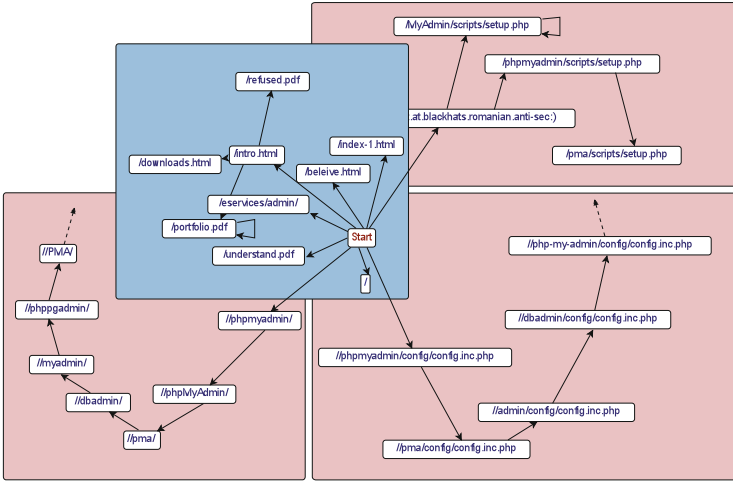 /MyAdmin/scripts/setup.php
/phpmyadmin/scripts/setup.php
/refused.pdf
.at.blackhats.romanian.anti-sec:)
/index-1.html
/intro.html
/pma/scripts/setup.php
/downloads.html
/beleive.html
/eservices/admin/
/portfolio.pdf
Start
//php-my-admin/config/config.inc.php
//PMA/
/understand.pdf
/
//phppgadmin/
//phpmyadmin/
//dbadmin/config/config.inc.php
//phpmyadmin/config/config.inc.php
//myadmin/
//phpMyAdmin/
//dbadmin/
//admin/config/config.inc.php
//pma/
//pma/config/config.inc.php